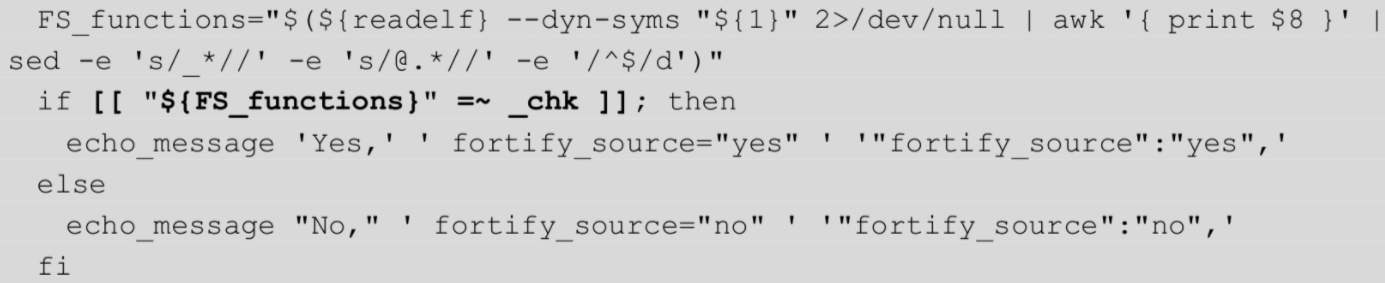 FS_functions="$(${readelf} --dyn-syms "${1}" 2>/dev/null | awk '{ print $8 }' |
sed -e 's/_*//' -e 's/@.*//' -e '/^$/d')"
  if [[ "${FS_functions}" =~ _chk ]]; then
    echo_message 'Yes,' ' fortify_source="yes" ' '"fortify_source":"yes",'
  else
    echo_message "No," ' fortify_source="no" ' '"fortify_source":"no",'
  fi